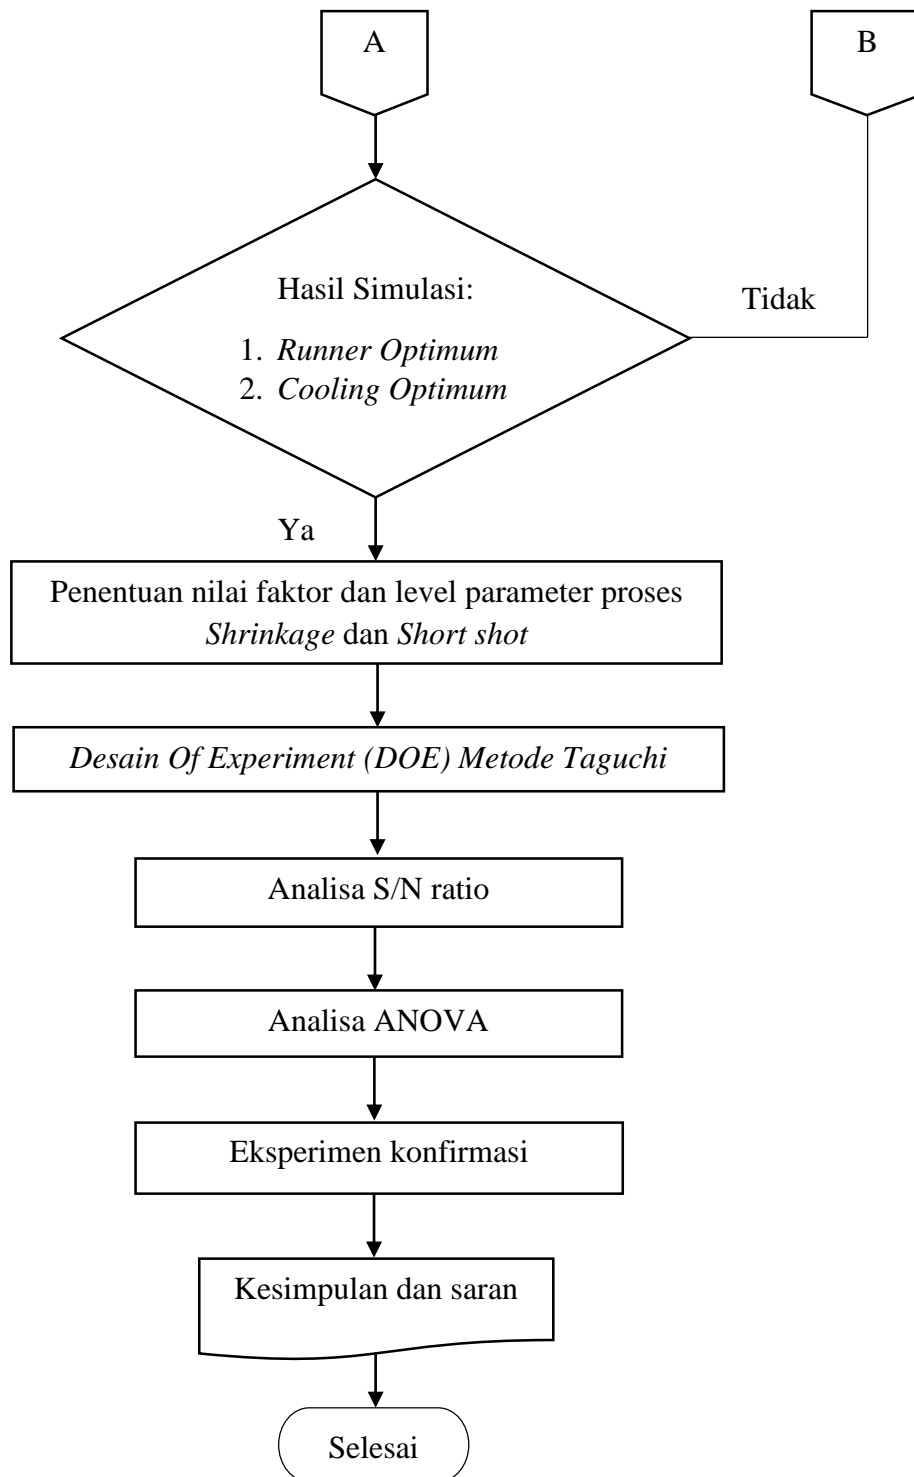 A
B
Hasil Simulasi:
Tidak
1. Runner Optimum
2. Cooling Optimum
Ya
Penentuan nilai faktor dan level parameter proses
Shrinkage dan Short shot
Desain Of Experiment (DOE) Metode Taguchi
Analisa S/N ratio
Analisa ANOVA
Eksperimen konfirmasi
Kesimpulan dan saran
Selesai